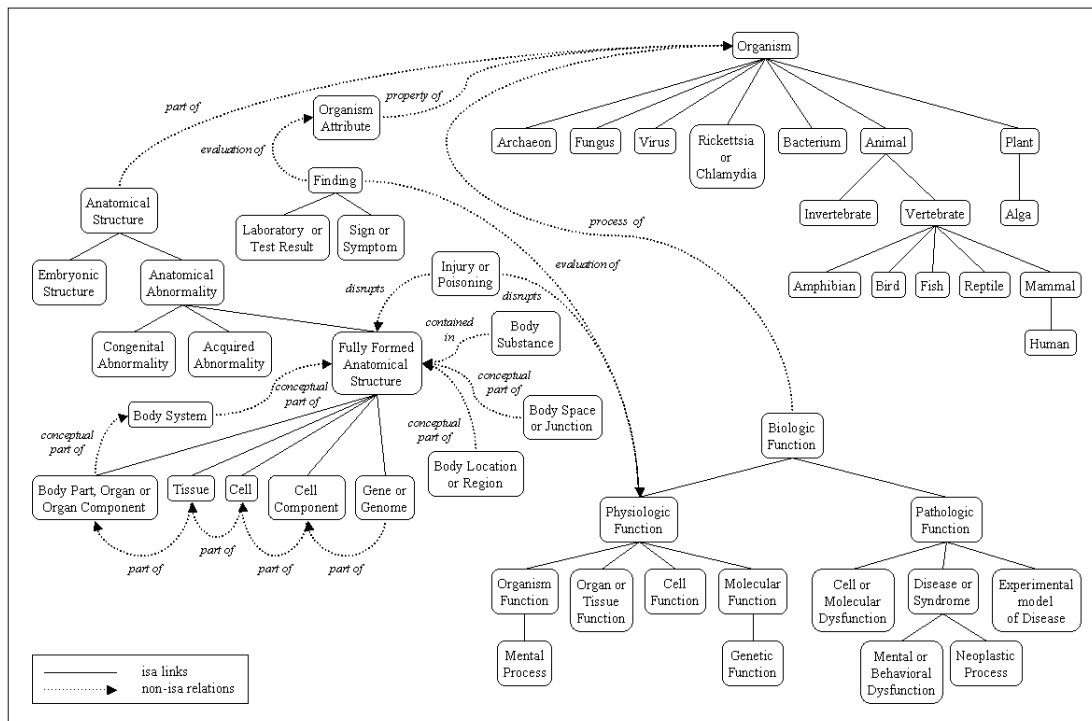 Organism
part of
property of
Organism
Attribute
Archaeon
Fungus
Virus
Rickettsia
or
Chlamydia
Bacterium
Animal
Plant
evaluation of
Finding
Anatomical
Structure
Laboratory or
Test Result
Sign or
Symptom
process of
Invertebrate
Vertebrate
Alga
Embryonic
Structure
Anatomical
Abnormality
Injury or
Poisoning
evaluation of
disrupts
disrupts
Amphibian
Bird
Fish
Reptile
Mammal
Human
Congenital
Abnormality
Acquired
Abnormality
Fully Formed
Anatomical
Structure
contained
in
Body
Substance
conceptual
part of
Body System
conceptual
part of
Body Space
or Junction
conceptual
part of
conceptual
part of
Body Location
or Region
Biologic
Function
Body Part, Organ or
Organ Component
Tissue
Cell
Cell
Component
Gene or
Genome
part of
part of
part of
part of
Physiologic
Function
Pathologic
Function
Organism
Function
Organ or
Tissue
Function
Cell
Function
Molecular
Function
Cell or
Molecular
Dysfunction
Disease or
Syndrome
Experimental
model
of Disease
Mental
Process
Genetic
Function
Mental or
Behavioral
Dysfunction
Neoplastic
Process
isa links
non-isa relations